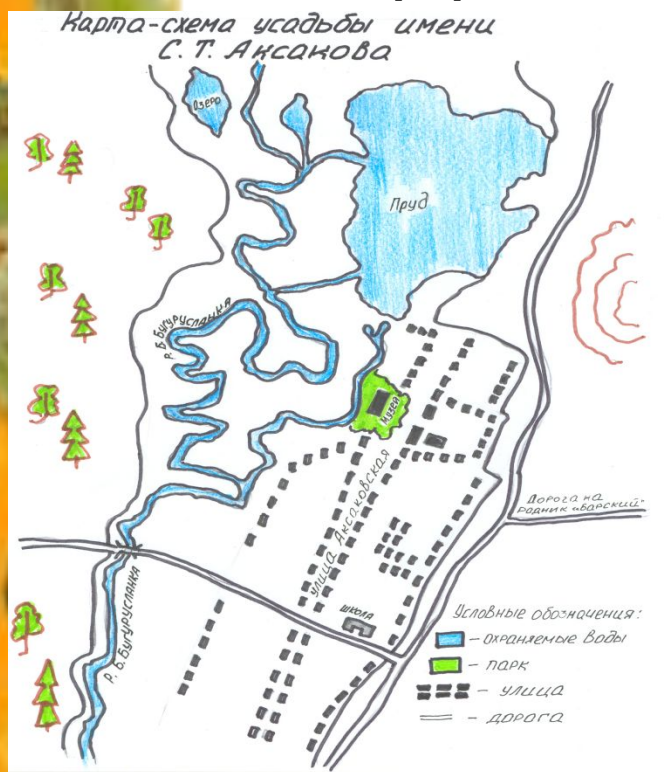 Карта-схема усадьбы имени
С. Т. Аксакова
Озеро
Пруд
р. Б. Бугурусланка
Музей
улица Аксаковская
Дорога на
родник «Барский"
школа
Р. Б. Бугурусланка
Условные обозначения:
– охраняемые воды
– парк
– улица
– дорога